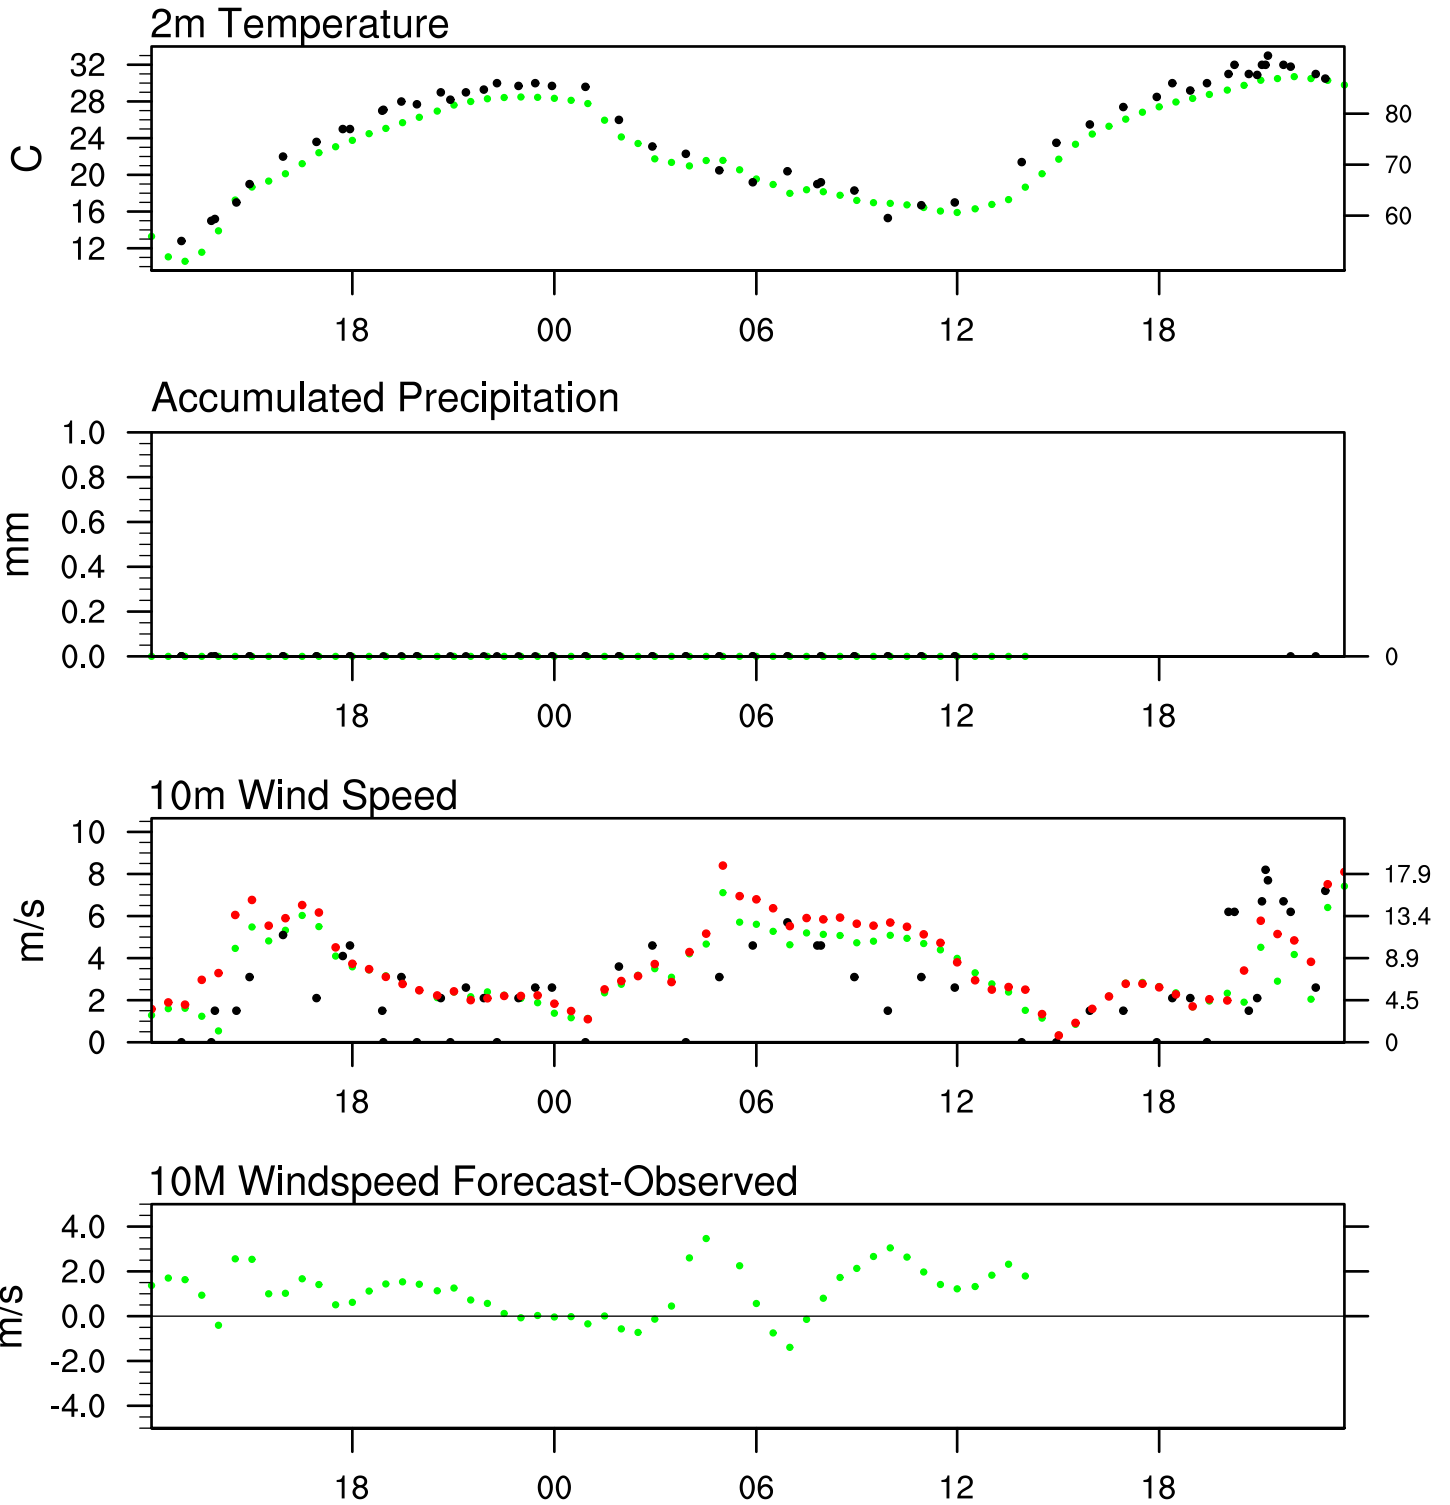 2m Temperature
32
28
24
20
16
12
C
80
70
60
18 00 06 12 18
Accumulated Precipitation
1.0
0.8
0.6
0.4
0.2
0.0
mm
0
18 00 06 12 18
10m Wind Speed
10
8
6
4
2
0
m/s
17.9
13.4
8.9
4.5
0
18 00 06 12 18
10M Windspeed Forecast-Observed
4.0
2.0
0.0
-2.0
-4.0
m/s
18 00 06 12 18